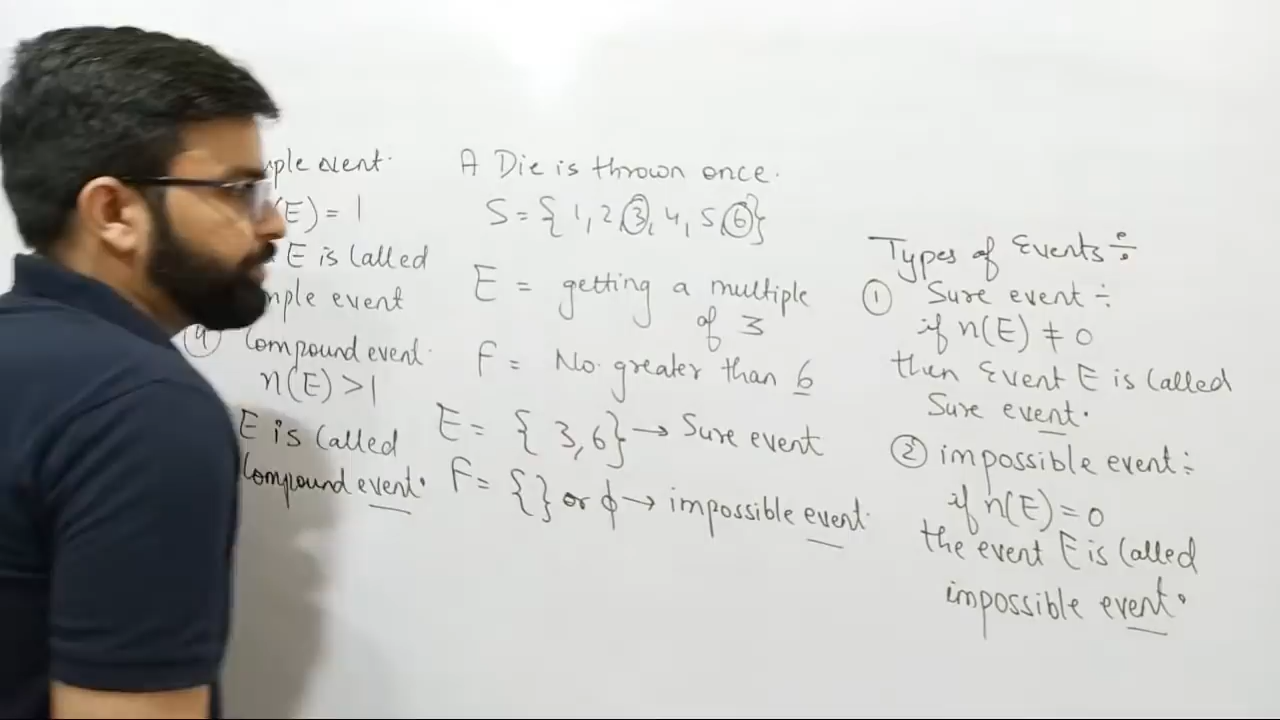 event.
(E) = 1
E is Called
event
④ Compound event.
n(E) > 1
E is Called
Compound event.
A Die is thrown once.
S = { 1, 2 3, 4, 5 6}
E = getting a multiple
of 3
F = No. greater than 6
E = { 3, 6} → Sure event
F = { } or ϕ → impossible event.
Types of Events ÷
① Sure event ÷
if n(E) ≠ 0
then Event E is Called
Sure event.
② impossible event ÷
if n(E) = 0
the event E is Called
impossible event.